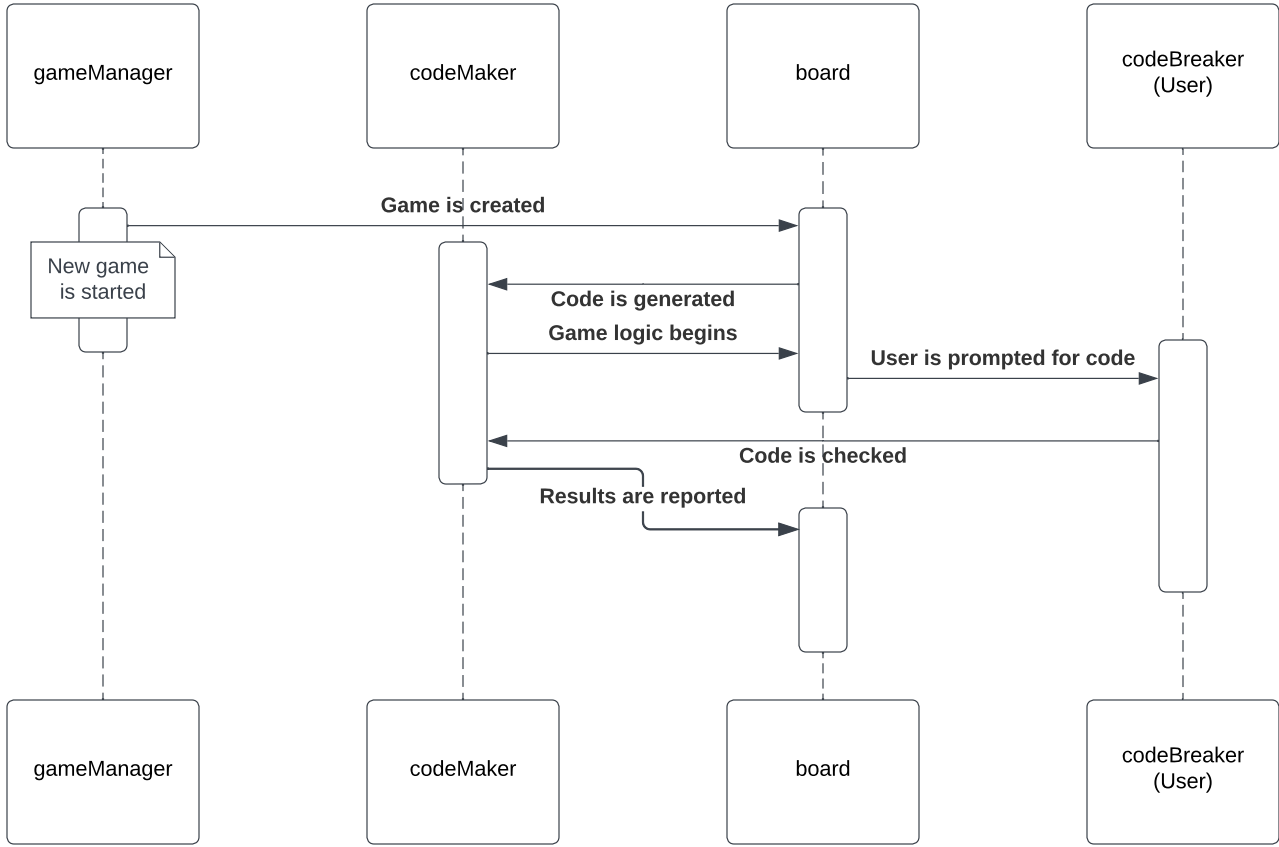 gameManager
codeMaker
board
codeBreaker
(User)
Game is created
New game
is started
Code is generated
Game logic begins
User is prompted for code
Code is checked
Results are reported
gameManager
codeMaker
board
codeBreaker
(User)